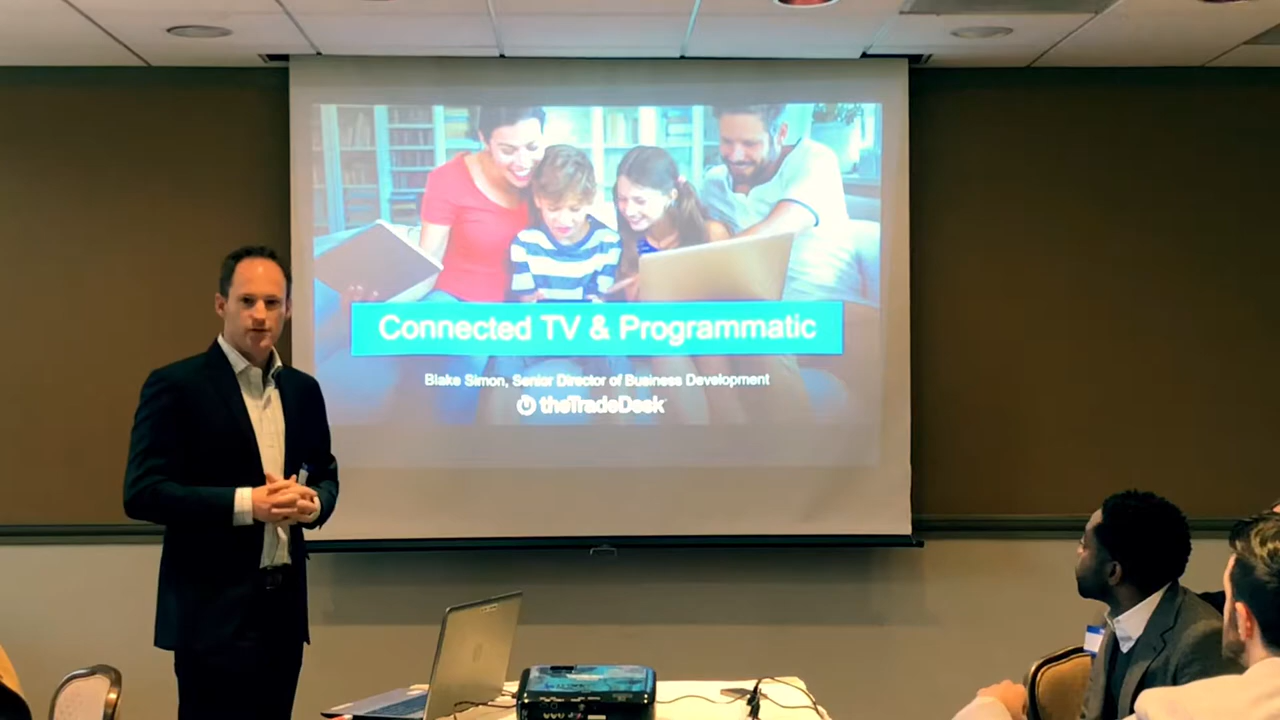 Connected TV & Programmatic
Blake Simon, Senior Director of Business Development
theTradeDesk